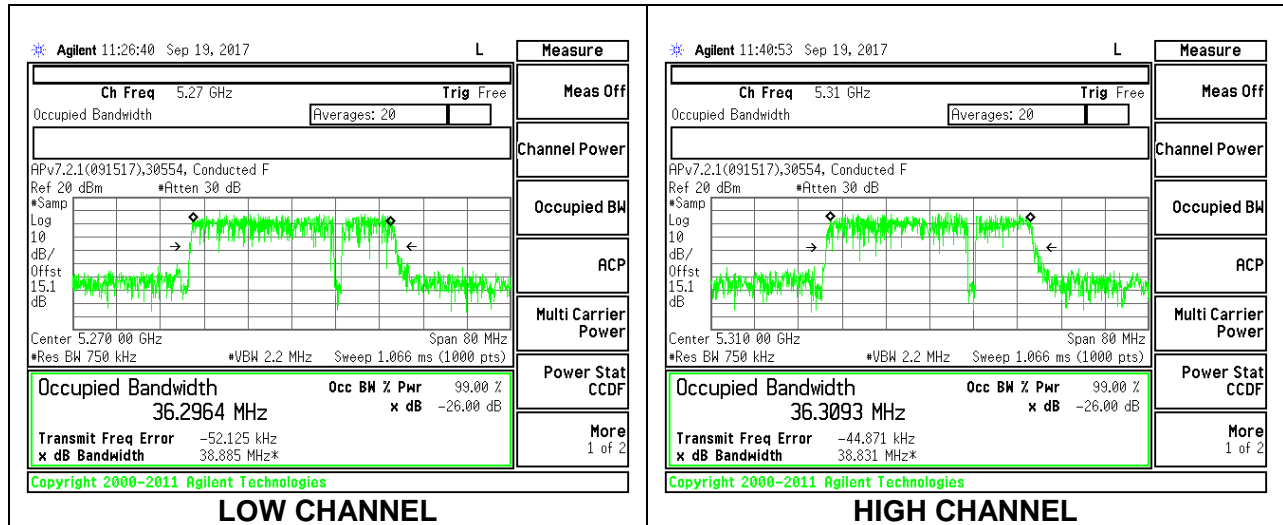 Agilent 11:26:40 Sep 19, 2017 L
Measure
Ch Freq 5.27 GHz Trig Free
Occupied Bandwidth Averages: 20
Meas Off
Channel Power
APv7.2.1(091517),30554, Conducted F
Ref 20 dBm #Atten 30 dB
#Samp
Log
10
dB/
Offst
15.1
dB
Occupied BW
ACP
Multi Carrier
Power
Center 5.270 00 GHz Span 80 MHz
#Res BW 750 kHz #VBW 2.2 MHz Sweep 1.066 ms (1000 pts)
Power Stat
CCDF
Occupied Bandwidth Occ BW % Pwr 99.00 %
36.2964 MHz x dB -26.00 dB
Transmit Freq Error -52.125 kHz
x dB Bandwidth 38.885 MHz*
More
1 of 2
Copyright 2000-2011 Agilent Technologies
LOW CHANNEL
Agilent 11:40:53 Sep 19, 2017 L
Measure
Ch Freq 5.31 GHz Trig Free
Occupied Bandwidth Averages: 20
Meas Off
Channel Power
APv7.2.1(091517),30554, Conducted F
Ref 20 dBm #Atten 30 dB
#Samp
Log
10
dB/
Offst
15.1
dB
Occupied BW
ACP
Multi Carrier
Power
Center 5.310 00 GHz Span 80 MHz
#Res BW 750 kHz #VBW 2.2 MHz Sweep 1.066 ms (1000 pts)
Power Stat
CCDF
Occupied Bandwidth Occ BW % Pwr 99.00 %
36.3093 MHz x dB -26.00 dB
Transmit Freq Error -44.871 kHz
x dB Bandwidth 38.831 MHz*
More
1 of 2
Copyright 2000-2011 Agilent Technologies
HIGH CHANNEL